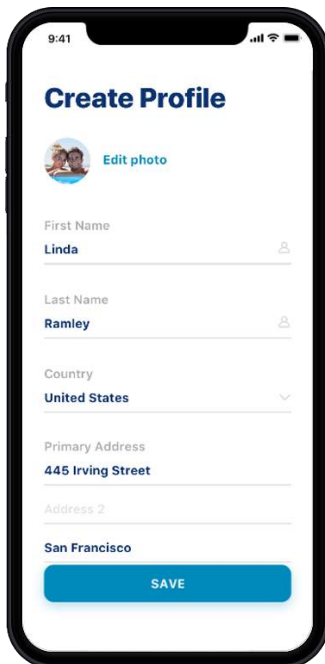 9:41
Create Profile
Edit photo
First Name
Linda
Last Name
Ramley
Country
United States
Primary Address
445 Irving Street
Address 2
San Francisco
SAVE